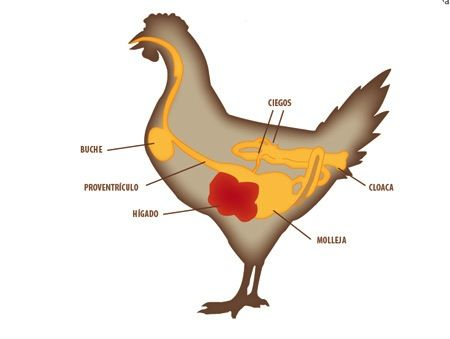 CIEGOS
BUCHE
PROVENTRÍCULO
CLOACA
HÍGADO
MOLLEJA